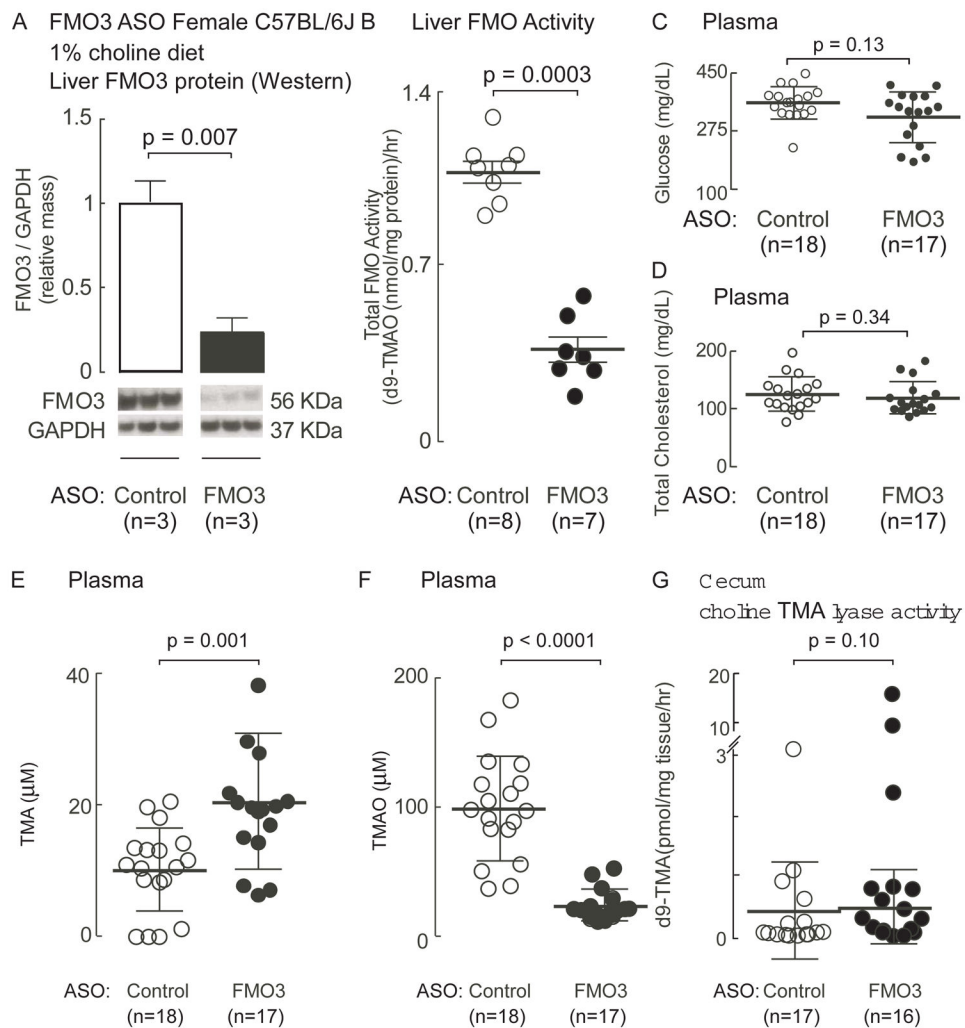 A FMO3 ASO Female C57BL/6J
1% choline diet
Liver FMO3 protein (Western)
p = 0.007
FMO3 / GAPDH
(relative mass)
1.5
1
0.5
0
FMO3 56 KDa
GAPDH 37 KDa
ASO: Control FMO3
(n=3) (n=3)
B Liver FMO Activity
p = 0.0003
Total FMO Activity
(d9-TMAO (nmol/mg protein)/hr)
1.4
0.7
0
ASO: Control FMO3
(n=8) (n=7)
C Plasma
p = 0.13
Glucose (mg/dL)
450
275
100
ASO: Control FMO3
(n=18) (n=17)
D Plasma
p = 0.34
Total Cholesterol (mg/dL)
200
100
0
ASO: Control FMO3
(n=18) (n=17)
E Plasma
p = 0.001
TMA (μM)
40
20
0
ASO: Control FMO3
(n=18) (n=17)
F Plasma
p < 0.0001
TMAO (μM)
200
100
0
ASO: Control FMO3
(n=18) (n=17)
G Cecum
choline TMA lyase activity
p = 0.10
d9-TMA(pmol/mg tissue/hr)
20
10
3
0
ASO: Control FMO3
(n=17) (n=16)